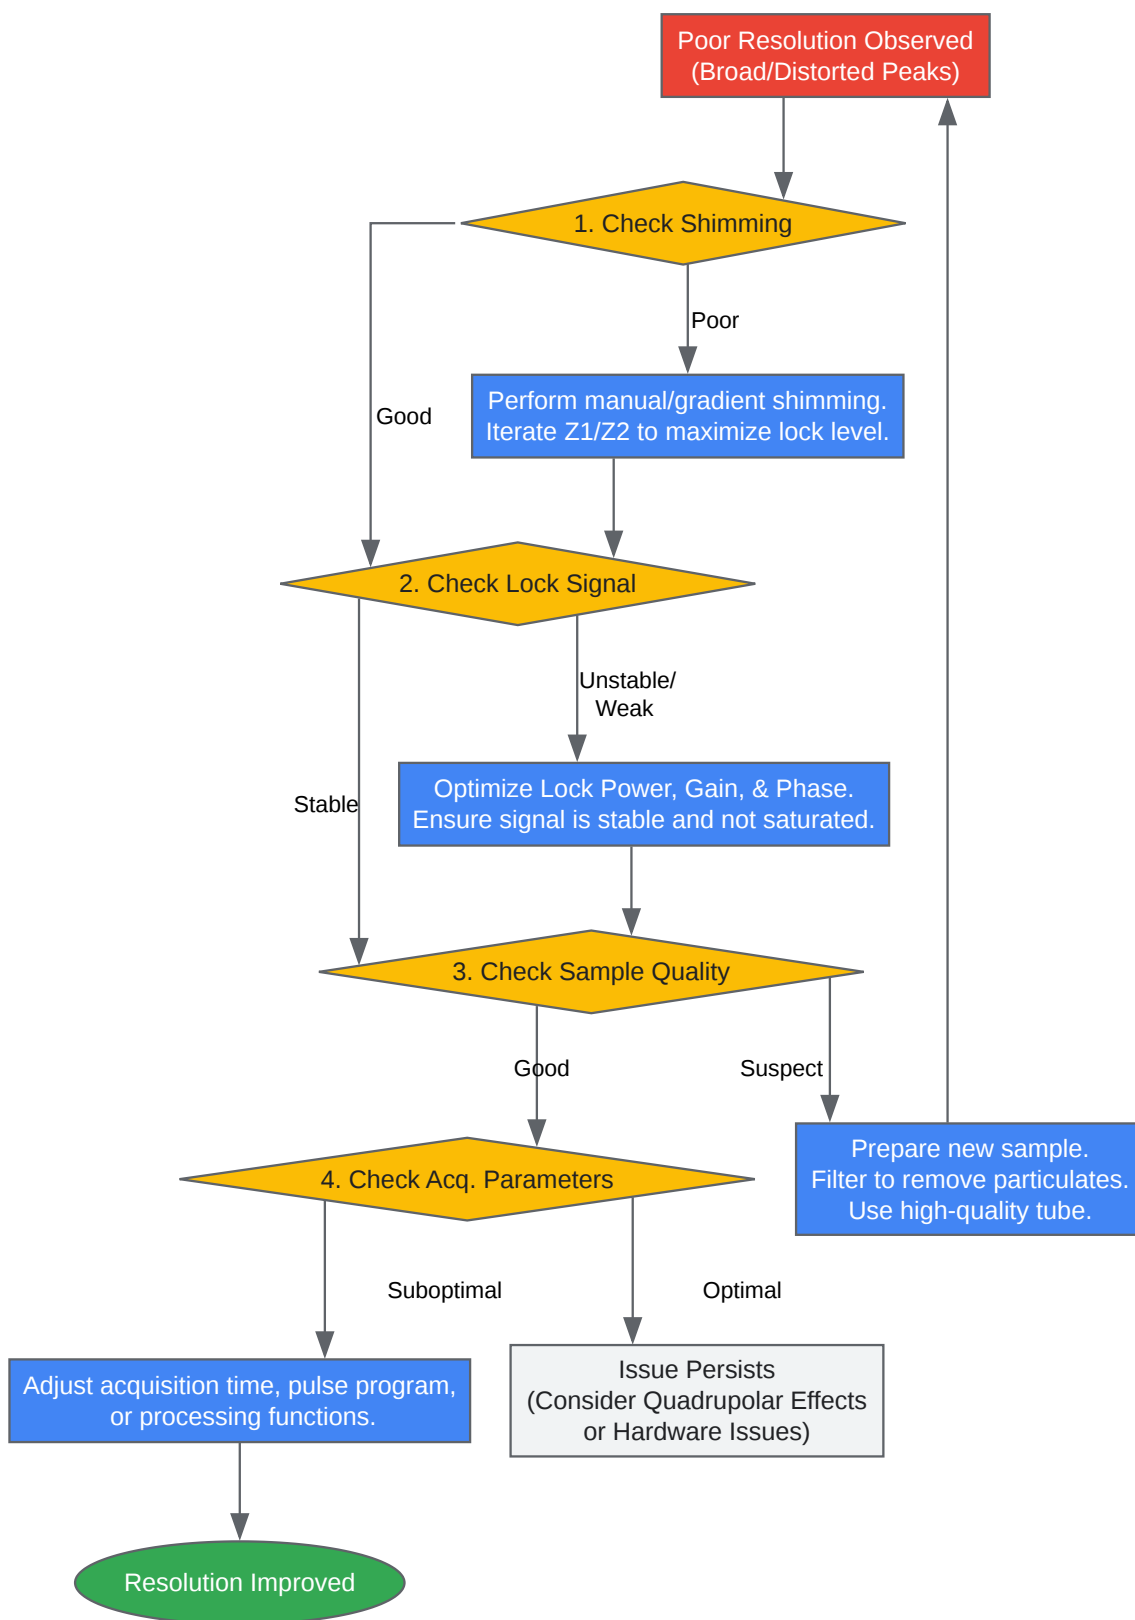 Poor Resolution Observed
(Broad/Distorted Peaks)
1. Check Shimming
Poor
Perform manual/gradient shimming.
Iterate Z1/Z2 to maximize lock level.
Good
2. Check Lock Signal
Unstable/
Weak
Optimize Lock Power, Gain, & Phase.
Ensure signal is stable and not saturated.
Stable
3. Check Sample Quality
Good
Suspect
Prepare new sample.
Filter to remove particulates.
Use high-quality tube.
4. Check Acq. Parameters
Suboptimal
Optimal
Issue Persists
(Consider Quadrupolar Effects
or Hardware Issues)
Adjust acquisition time, pulse program,
or processing functions.
Resolution Improved